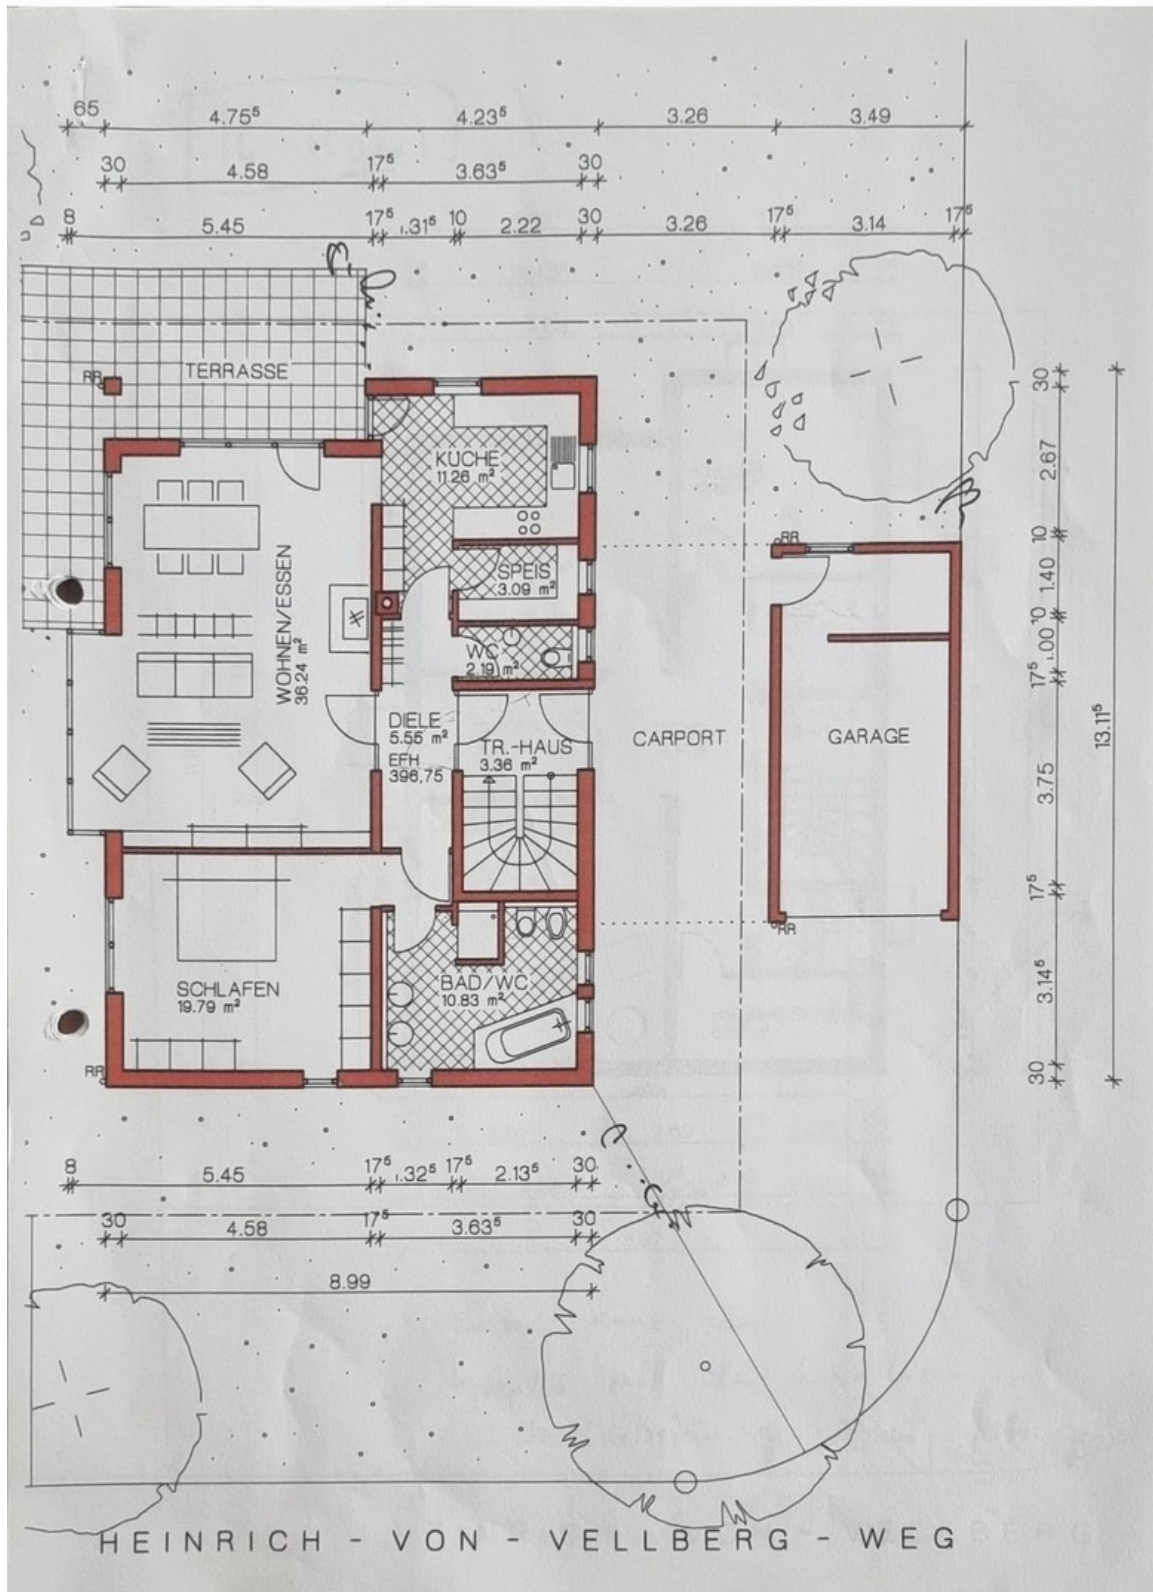 65 4.75⁵ 4.23⁵ 3.26 3.49
30 4.58 17⁵ 3.63⁵ 30
8 5.45 17⁵ 1.31⁵ 10 2.22 30 3.26 17⁵ 3.14 17⁵
TERRASSE
RR
KÜCHE
11.26 m²
SPEIS
3.09 m²
WC
2.19 m²
WOHNEN/ESSEN
36.24 m²
DIELE
5.55 m²
EFH
396,75
TR.-HAUS
3.36 m²
CARPORT
GARAGE
RR
RR
SCHLAFEN
19.79 m²
BAD/WC
10.83 m²
RR
30
2.67
10
1.40
10
1.00
17⁵
3.75
17⁵
3.14⁵
30
13.11⁵
8 5.45 17⁵ 1.32⁵ 17⁵ 2.13⁵ 30
30 4.58 17⁵ 3.63⁵ 30
8.99
HEINRICH - VON - VELLBERG - WEG